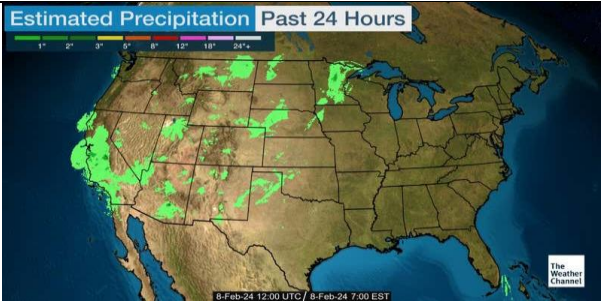 Estimated Precipitation Past 24 Hours
1" 2" 3" 5" 8" 12" 18" 24"+
The
Weather
Channel
8-Feb-24 12:00 UTC / 8-Feb-24 7:00 EST